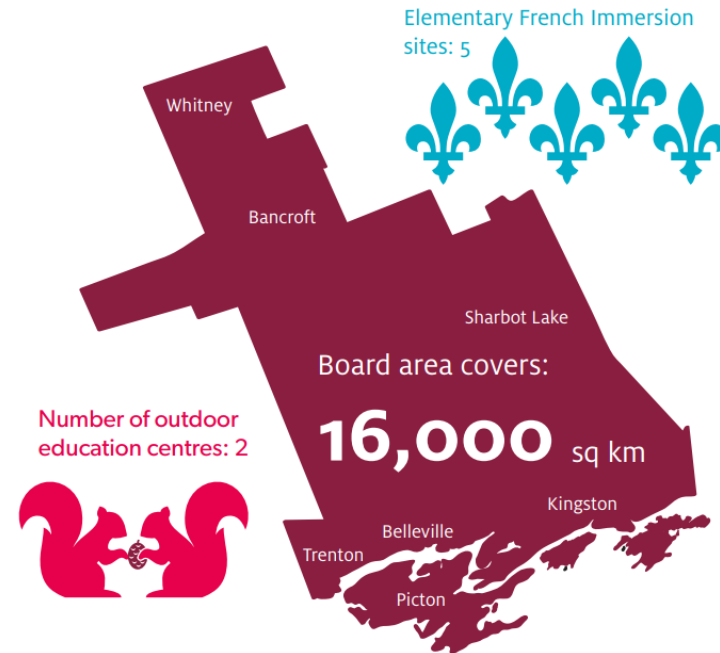 Elementary French Immersion
sites: 5
Whitney
Bancroft
Sharbot Lake
Board area covers:
16,000 sq km
Number of outdoor
education centres: 2
Kingston
Belleville
Trenton
Picton